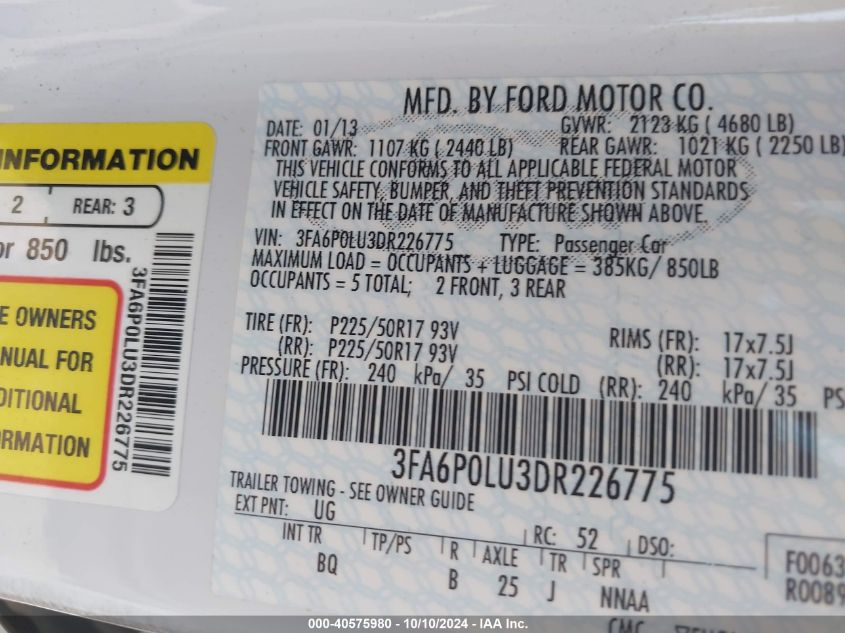 INFORMATION
2 REAR: 3
or 850 lbs.
E OWNERS
ANUAL FOR
DITIONAL
ORMATION
3FA6P0LU3DR226775
MFD. BY FORD MOTOR CO.
DATE: 01/13 GVWR: 2123 KG ( 4680 LB)
FRONT GAWR: 1107 KG ( 2440 LB) REAR GAWR: 1021 KG ( 2250 LB)
THIS VEHICLE CONFORMS TO ALL APPLICABLE FEDERAL MOTOR
VEHICLE SAFETY, BUMPER, AND THEFT PREVENTION STANDARDS
IN EFFECT ON THE DATE OF MANUFACTURE SHOWN ABOVE.
VIN: 3FA6P0LU3DR226775 TYPE: Passenger Car
MAXIMUM LOAD = OCCUPANTS + LUGGAGE = 385KG/ 850LB
OCCUPANTS = 5 TOTAL; 2 FRONT, 3 REAR
TIRE (FR): P225/50R17 93V RIMS (FR): 17x7.5J
(RR): P225/50R17 93V (RR): 17x7.5J
PRESSURE (FR): 240 kPa/ 35 PSI COLD (RR): 240 kPa/ 35 PS
3FA6P0LU3DR226775
TRAILER TOWING - SEE OWNER GUIDE
EXT PNT: UG RC: 52 DSO:
INT TR TP/PS R AXLE TR SPR
BQ B 25 J NNAA
F0063
R0089
000-40575980 - 10/10/2024 - IAA Inc.